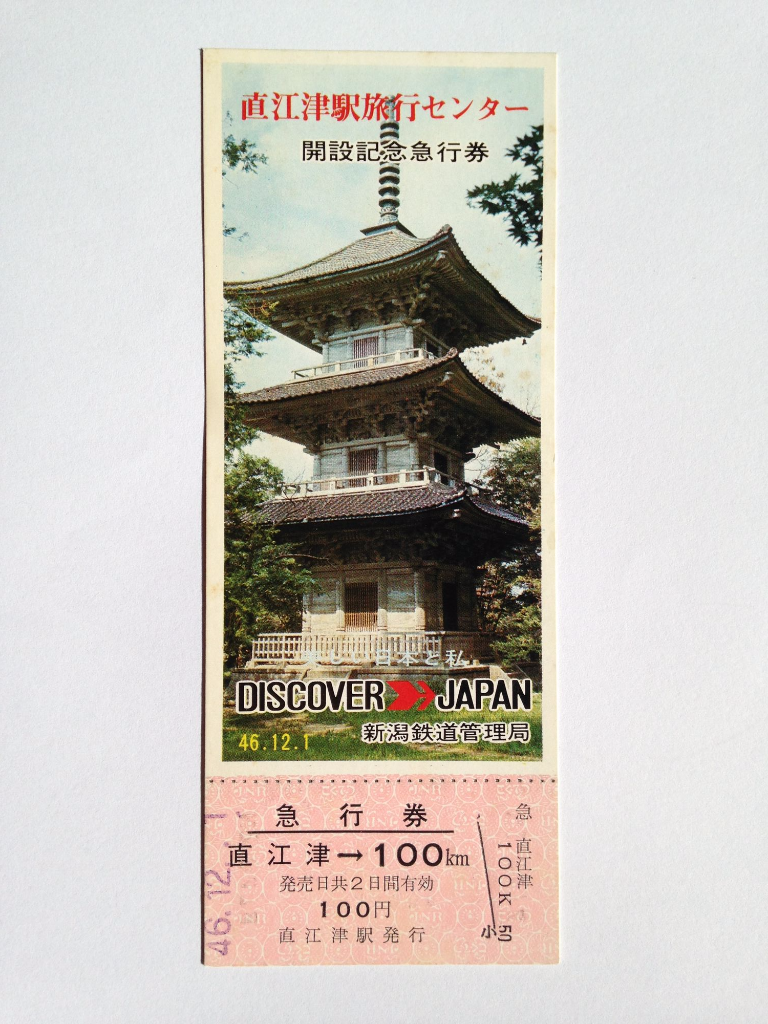 直江津駅旅行センター
開設記念急行券
美しい日本と私
DISCOVER JAPAN
新潟鉄道管理局
46.12.1
急行券
直江津→100km
発売日共2日間有効
100円
直江津駅発行
46.12.-1
急 直江津
100K
小 50